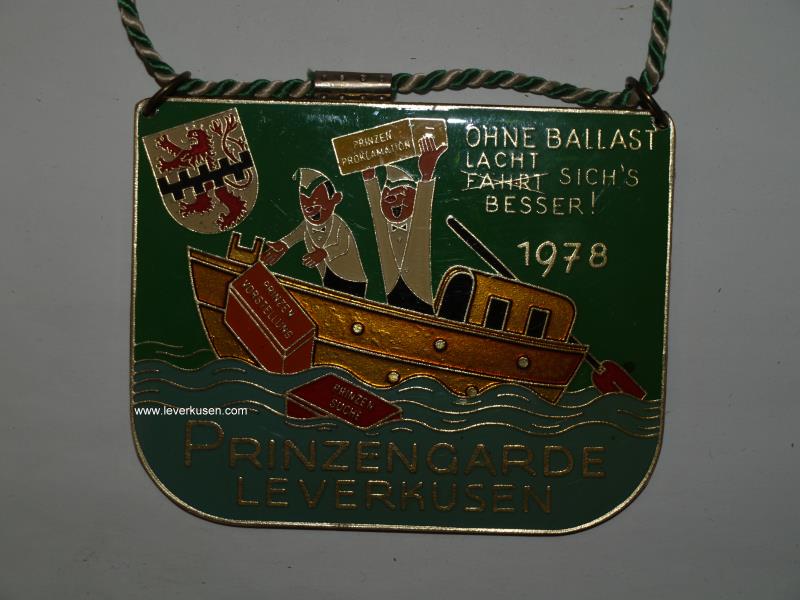 OHNE BALLAST
LACHT
FAHRT SICH'S
BESSER!
1978
PRINZEN
PROKLAMATION
PRINZEN
VORSTELLUNG
PRINZEN
SUCHE
www.leverkusen.com
PRINZENGARDE
LEVERKUSEN